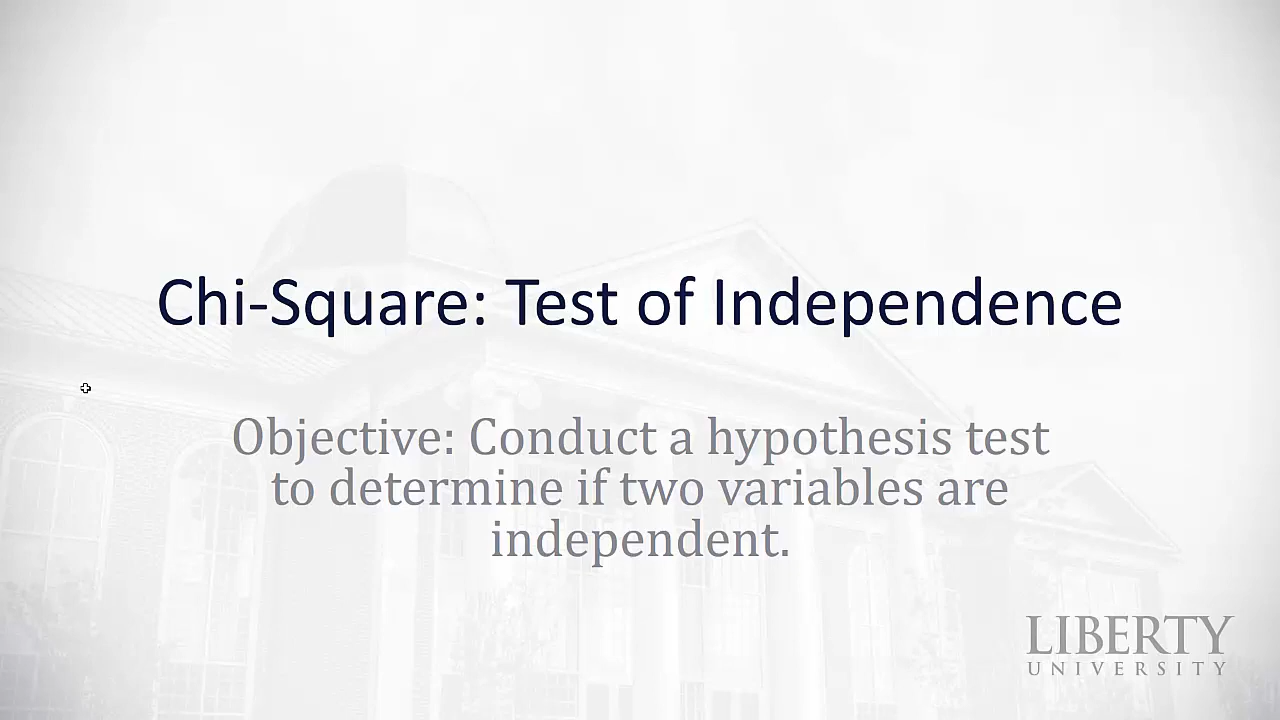 Chi-Square: Test of Independence
Objective: Conduct a hypothesis test
to determine if two variables are
independent.
LIBERTY
UNIVERSITY